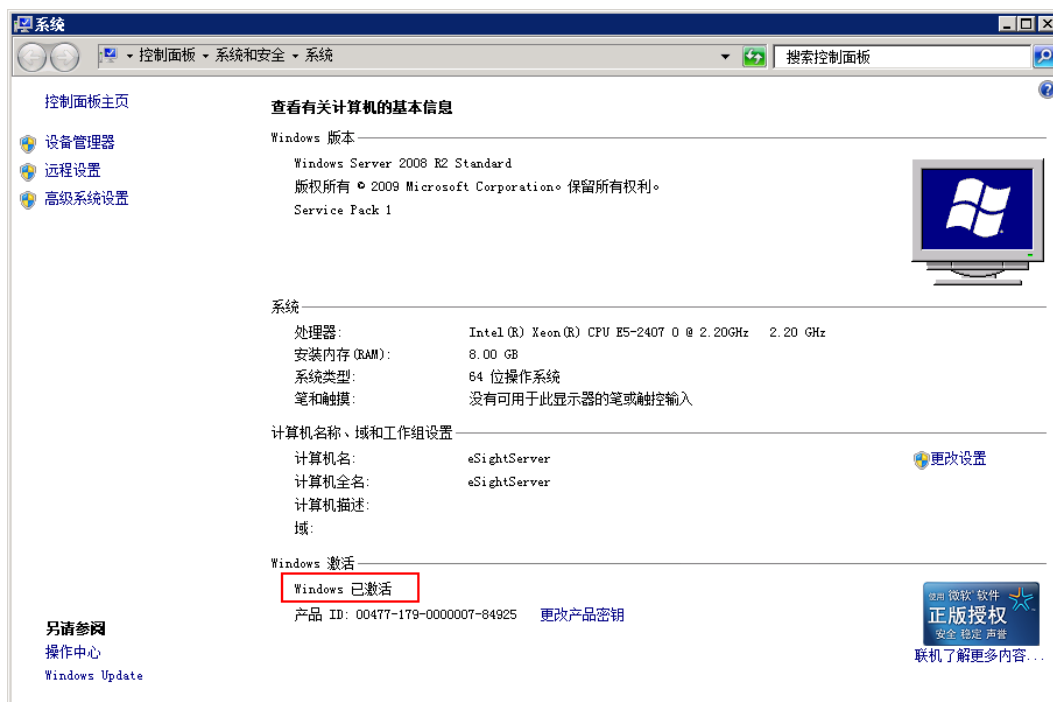 系统
控制面板 系统和安全 系统 搜索控制面板
控制面板主页
设备管理器
远程设置
高级系统设置
查看有关计算机的基本信息
Windows 版本
Windows Server 2008 R2 Standard
版权所有 © 2009 Microsoft Corporation。保留所有权利。
Service Pack 1
系统
处理器: Intel(R) Xeon(R) CPU E5-2407 0 @ 2.20GHz 2.20 GHz
安装内存(RAM): 8.00 GB
系统类型: 64 位操作系统
笔和触摸: 没有可用于此显示器的笔或触控输入
计算机名称、域和工作组设置
计算机名: eSightServer 更改设置
计算机全名: eSightServer
计算机描述:
域:
Windows 激活
Windows 已激活
产品 ID: 00477-179-0000007-84925 更改产品密钥
使用 微软 软件
正版授权
安全 稳定 声誉
联机了解更多内容...
另请参阅
操作中心
Windows Update